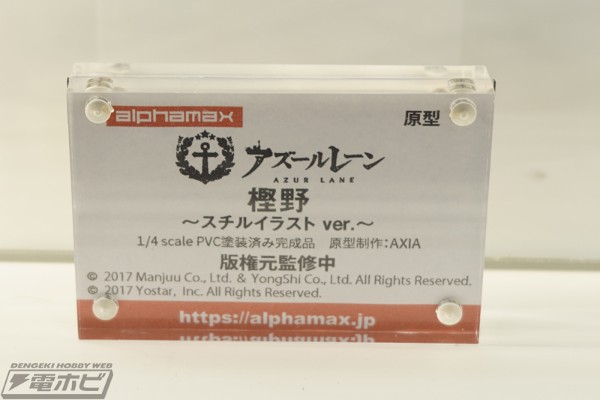 alphamax
原型
アズールレーン
AZUR LANE
樫野
～スチルイラスト ver.～
1/4 scale PVC塗装済み完成品 原型制作：AXIA
版権元監修中
© 2017 Manjuu Co., Ltd. & YongShi Co., Ltd. All Rights Reserved.
© 2017 Yostar, Inc. All Rights Reserved.
https://alphamax.jp
DENGEKI HOBBY WEB
電ホビ